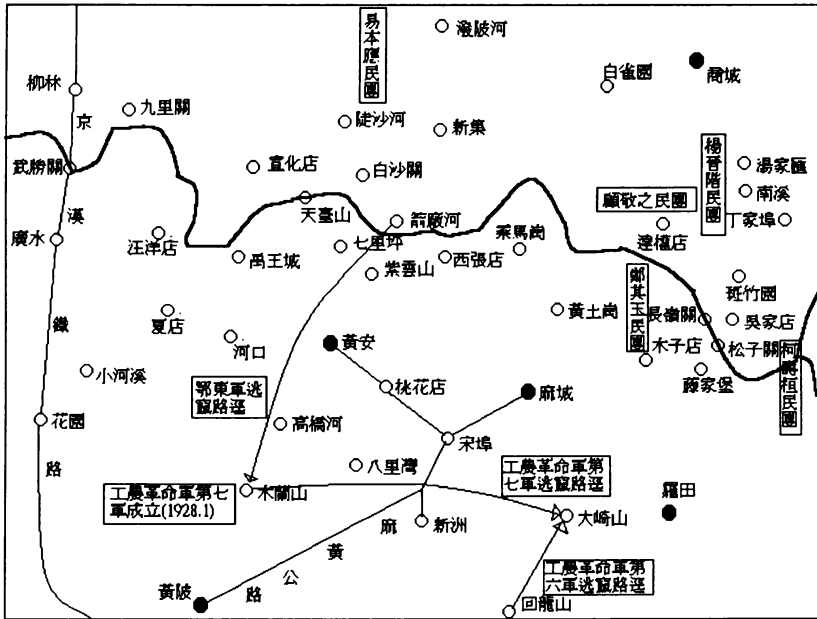 易本應民團
潑陂河
白雀園
商城
柳林
九里關
京
陡沙河
新集
武勝關
宣化店
白沙關
楊晉階民團
湯家匯
南溪
顧敬之民團
丁家埠
天臺山
箭廠河
漢
廣水
汪洋店
禹王城
七里坪
紫雲山
西張店
乘馬崗
達權店
鄭其玉民團
斑竹園
夏店
黃土崗
長嶺關
吳家店
鐵
河口
黃安
木子店
松子關
小河溪
桃花店
麻城
藤家堡
柯壽桓民團
鄂東軍逃
竄路逕
花園
高橋河
宋埠
路
八里灣
工農革命軍第
七軍逃竄路逕
工農革命軍第七
軍成立(1928.1)
木蘭山
羅田
新洲
大崎山
麻
黃
公
路
工農革命軍第
六軍逃竄路逕
黃陂
回龍山